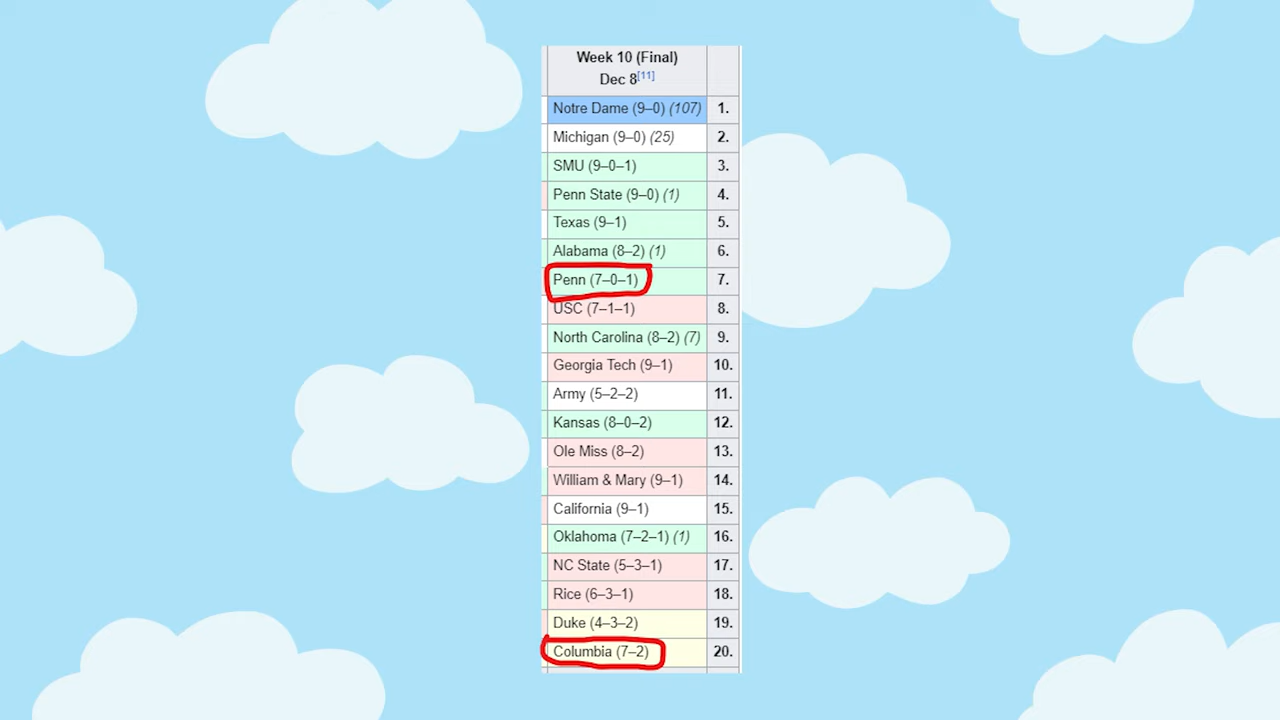 Week 10 (Final)
Dec 8[11]
Notre Dame (9–0) (107) 1.
Michigan (9–0) (25) 2.
SMU (9–0–1) 3.
Penn State (9–0) (1) 4.
Texas (9–1) 5.
Alabama (8–2) (1) 6.
Penn (7–0–1) 7.
USC (7–1–1) 8.
North Carolina (8–2) (7) 9.
Georgia Tech (9–1) 10.
Army (5–2–2) 11.
Kansas (8–0–2) 12.
Ole Miss (8–2) 13.
William & Mary (9–1) 14.
California (9–1) 15.
Oklahoma (7–2–1) (1) 16.
NC State (5–3–1) 17.
Rice (6–3–1) 18.
Duke (4–3–2) 19.
Columbia (7–2) 20.